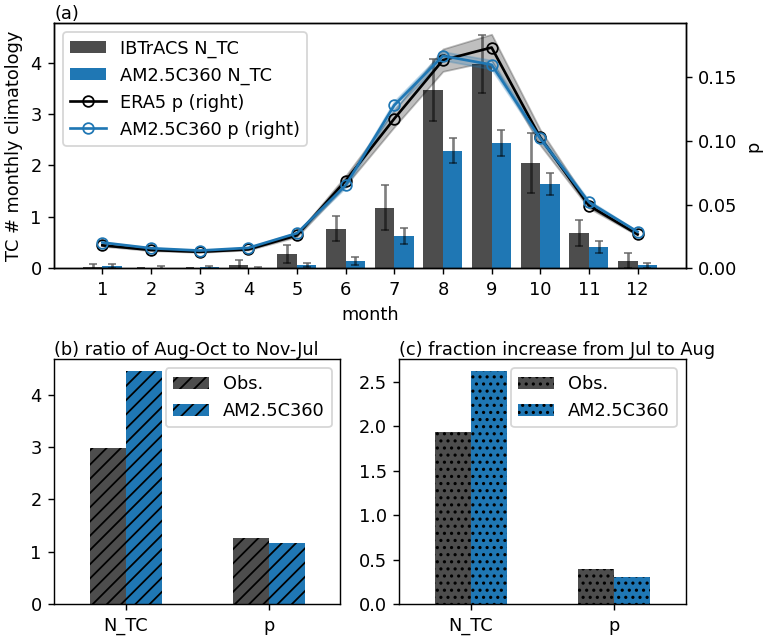 (a)
IBTrACS N_TC
AM2.5C360 N_TC
ERA5 p (right)
AM2.5C360 p (right)
TC # monthly climatology
4
3
2
1
0
0.15
0.10
0.05
0.00
p
1 2 3 4 5 6 7 8 9 10 11 12
month
(b) ratio of Aug-Oct to Nov-Jul
Obs.
AM2.5C360
4
3
2
1
0
N_TC p
(c) fraction increase from Jul to Aug
Obs.
AM2.5C360
2.5
2.0
1.5
1.0
0.5
0.0
N_TC p